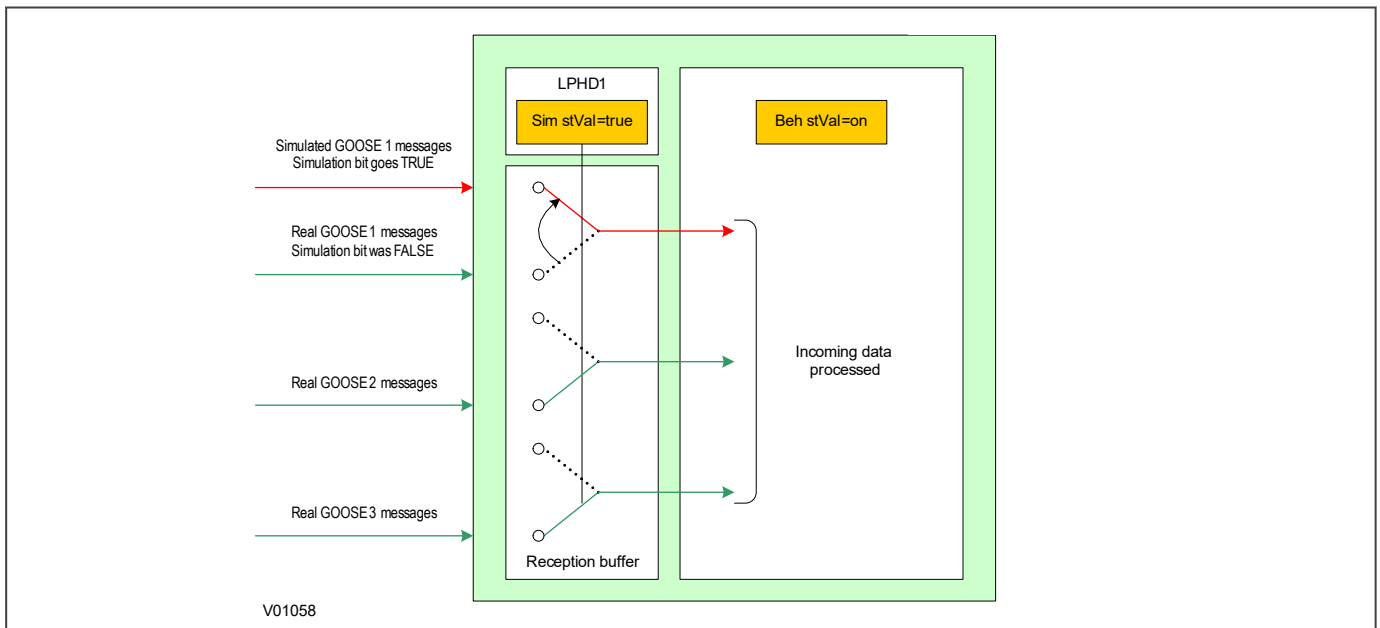 LPHD1
Sim stVal=true
Beh stVal=on
Simulated GOOSE 1 messages
Simulation bit goes TRUE
Real GOOSE 1 messages
Simulation bit was FALSE
Real GOOSE 2 messages
Real GOOSE 3 messages
Incoming data
processed
Reception buffer
V01058